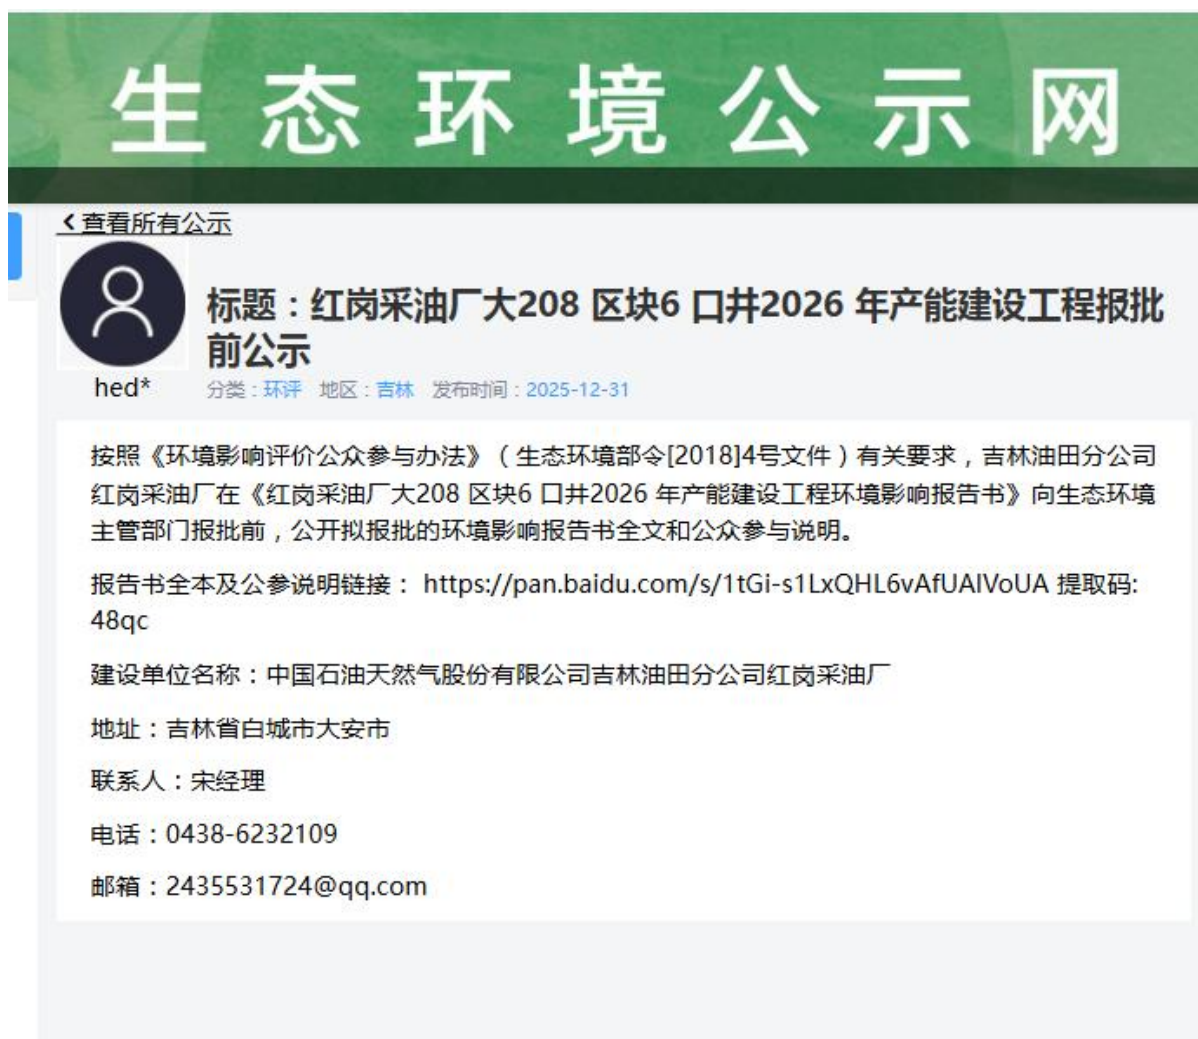 生态环境公示网
查看所有公示
标题：红岗采油厂大208 区块6 口井2026 年产能建设工程报批
前公示
hed*
分类：环评 地区：吉林 发布时间：2025-12-31
按照《环境影响评价公众参与办法》（生态环境部令[2018]4号文件）有关要求，吉林油田分公司
红岗采油厂在《红岗采油厂大208 区块6 口井2026 年产能建设工程环境影响报告书》向生态环境
主管部门报批前，公开拟报批的环境影响报告书全文和公众参与说明。
报告书全本及公参说明链接： https://pan.baidu.com/s/1tGi-s1LxQHL6vAfUAlVoUA 提取码:
48qc
建设单位名称：中国石油天然气股份有限公司吉林油田分公司红岗采油厂
地址：吉林省白城市大安市
联系人：宋经理
电话：0438-6232109
邮箱：2435531724@qq.com